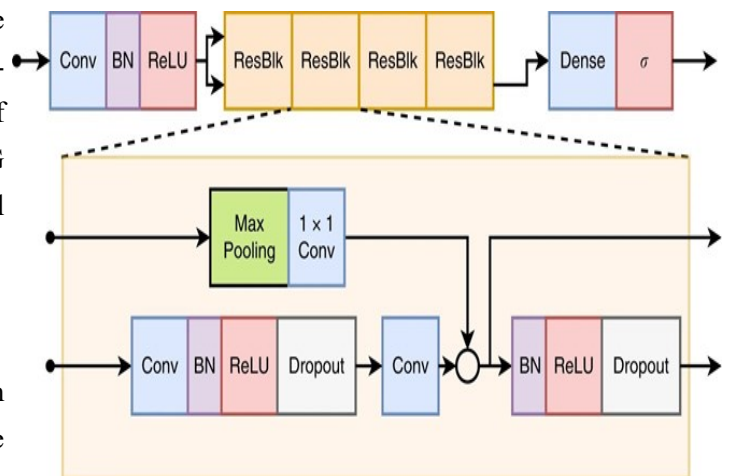 e
-
f
G
l
n
e
Conv BN ReLU ResBlk ResBlk ResBlk ResBlk Dense σ
Max Pooling
1 × 1 Conv
Conv BN ReLU Dropout Conv BN ReLU Dropout